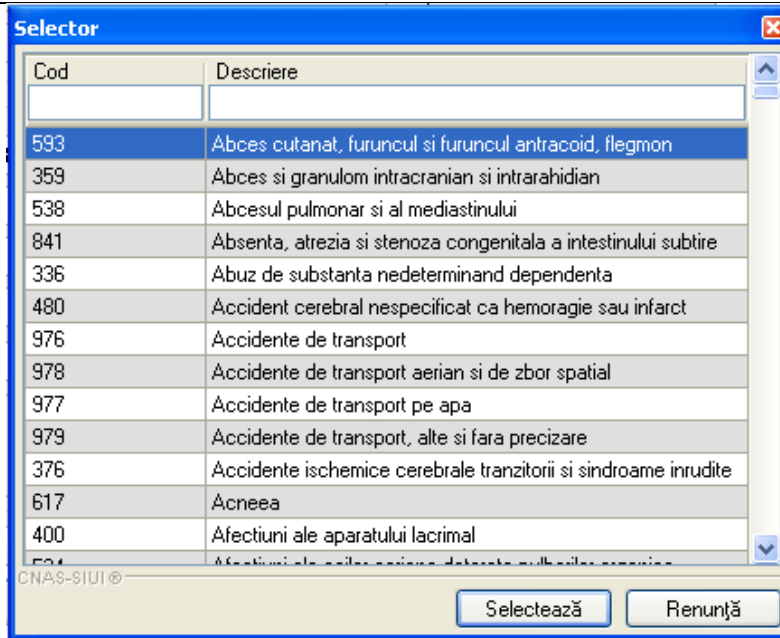 Selector
Cod Descriere
593 Abces cutanat, furuncul si furuncul antracoid, flegmon
359 Abces si granulom intracranian si intrarahidian
538 Abcesul pulmonar si al mediastinului
841 Absenta, atrezia si stenoza congenitala a intestinului subtire
336 Abuz de substanta nedeterminand dependenta
480 Accident cerebral nespecificat ca hemoragie sau infarct
976 Accidente de transport
978 Accidente de transport aerian si de zbor spatial
977 Accidente de transport pe apa
979 Accidente de transport, alte si fara precizare
376 Accidente ischemice cerebrale tranzitorii si sindroame inrudite
617 Acneea
400 Afectiuni ale aparatului lacrimal
CNAS-SIUI®
Selectează Renunţă